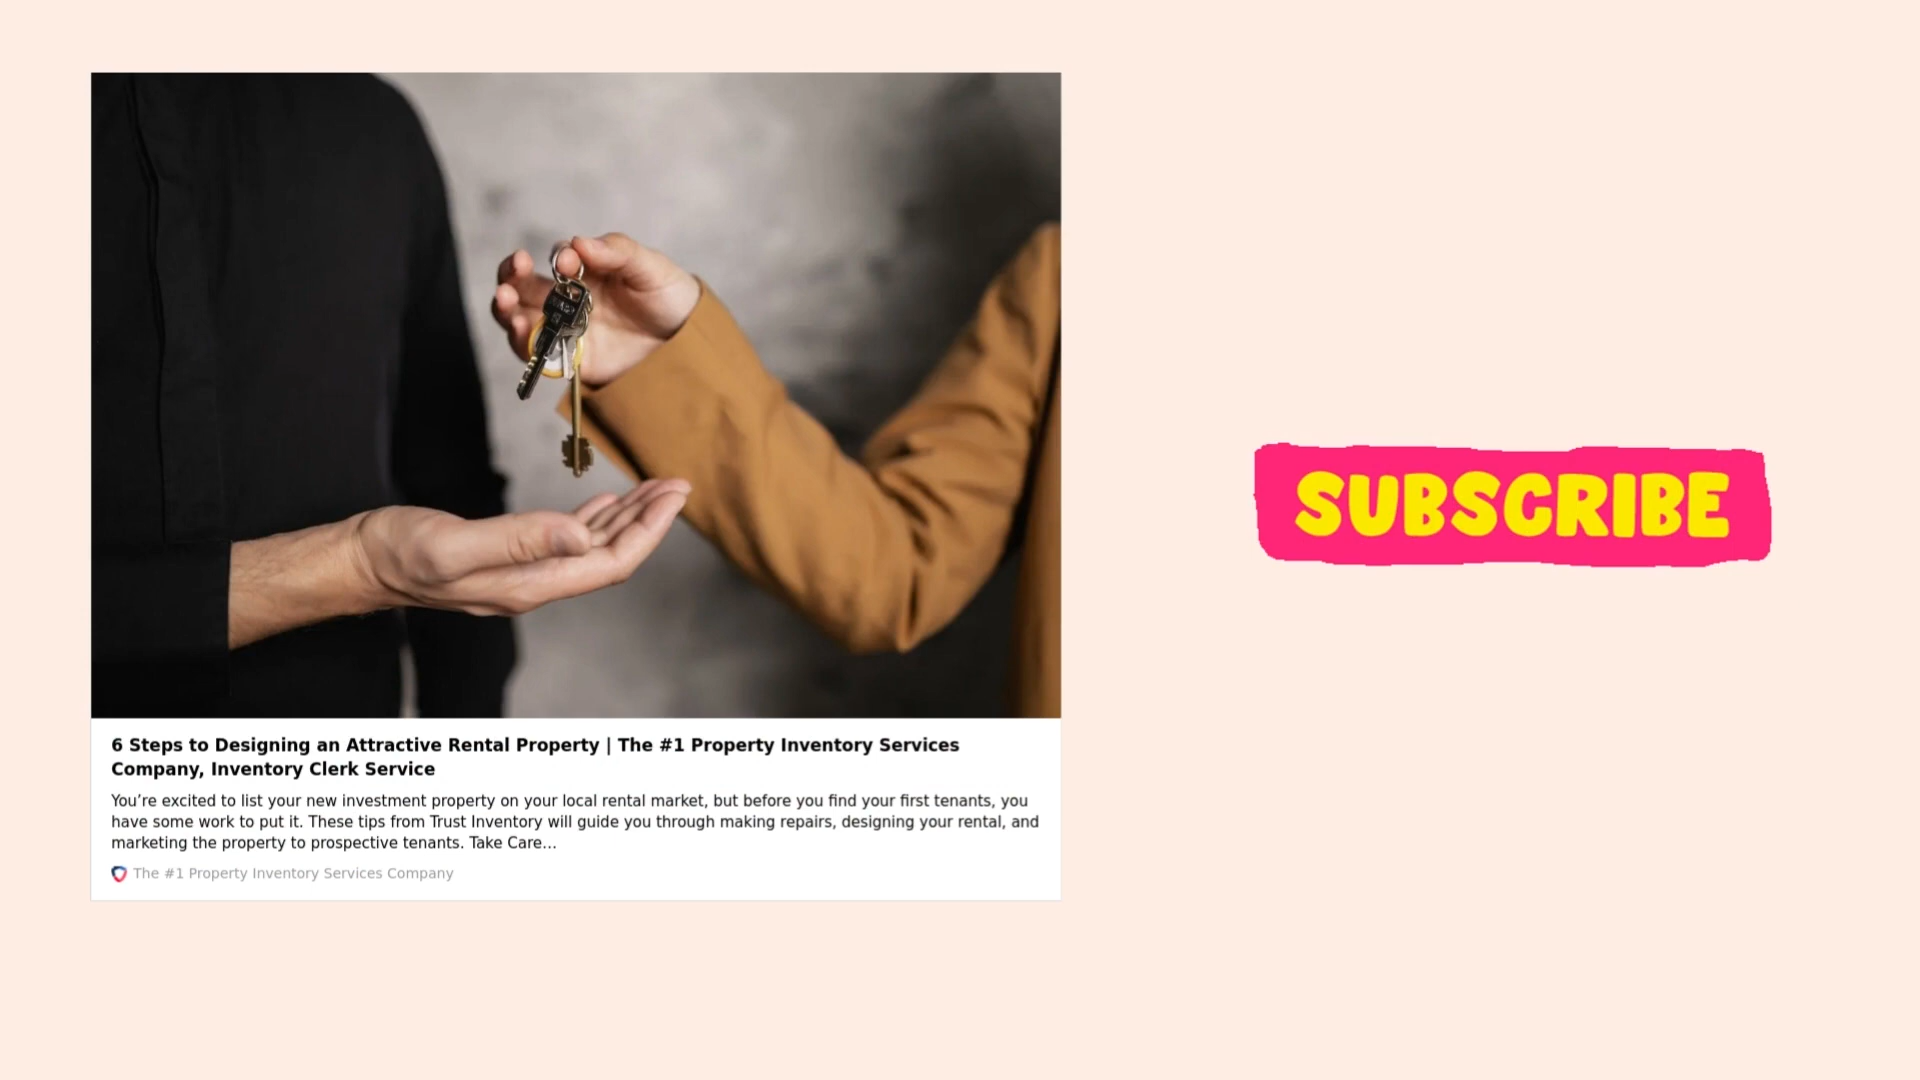 6 Steps to Designing an Attractive Rental Property | The #1 Property Inventory Services
Company, Inventory Clerk Service
You’re excited to list your new investment property on your local rental market, but before you find your first tenants, you
have some work to put it. These tips from Trust Inventory will guide you through making repairs, designing your rental, and
marketing the property to prospective tenants. Take Care…
The #1 Property Inventory Services Company
SUBSCRIBE